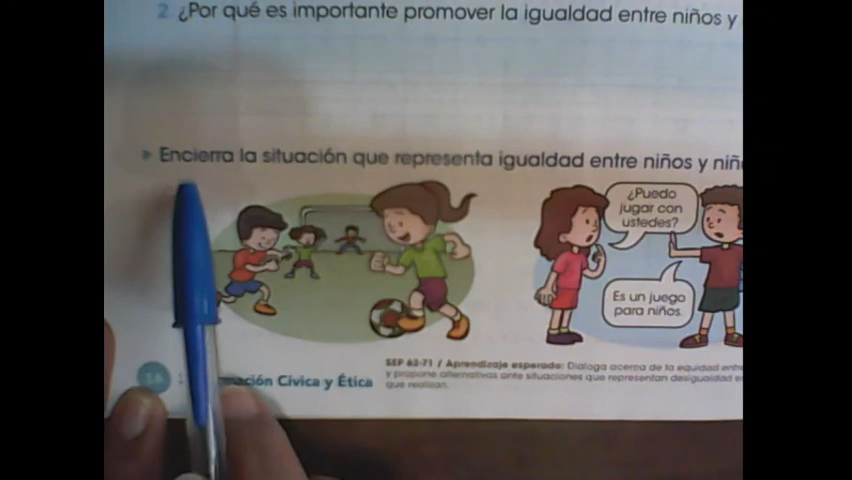 2 ¿Por qué es importante promover la igualdad entre niños y
Encierra la situación que representa igualdad entre niños y niñ
¿Puedo
jugar con
ustedes?
Es un juego
para niños.
SEP 62-71 / Aprendizaje esperado: Dialoga acerca de la equidad entre
y propone alternativas ante situaciones que representan desigualdad e
que realizan.
16
mación Cívica y Ética